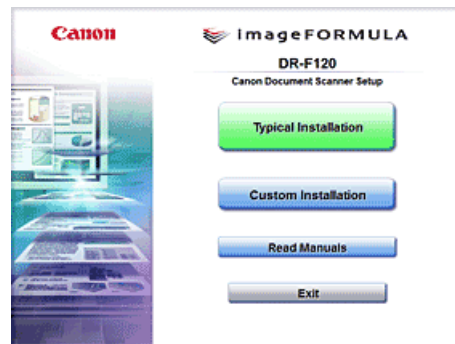 Canon
imageFORMULA
DR-F120
Canon Document Scanner Setup
Typical Installation
Custom Installation
Read Manuals
Exit